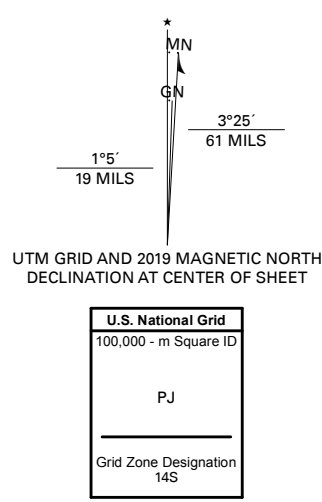 ★
MN
GN
3°25´
61 MILS
1°5´
19 MILS
UTM GRID AND 2019 MAGNETIC NORTH
DECLINATION AT CENTER OF SHEET
U.S. National Grid
100,000 - m Square ID
PJ
Grid Zone Designation
14S